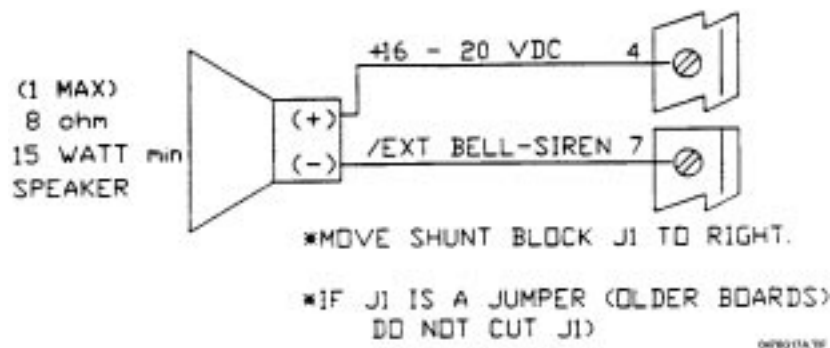 +16 - 20 VDC 4
(1 MAX)
8 ohm
15 WATT min
SPEAKER
(+)
(-)
/EXT BELL-SIREN 7
*MOVE SHUNT BLOCK J1 TO RIGHT.
*IF J1 IS A JUMPER (OLDER BOARDS)
DO NOT CUT J1)